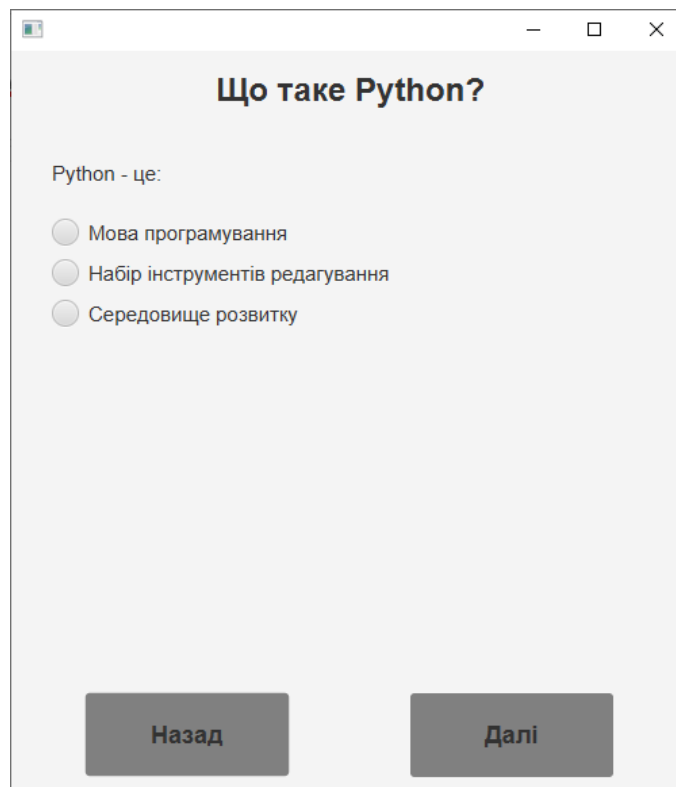 Що таке Python?
Python - це:
Мова програмування
Набір інструментів редагування
Середовище розвитку
Назад
Далі